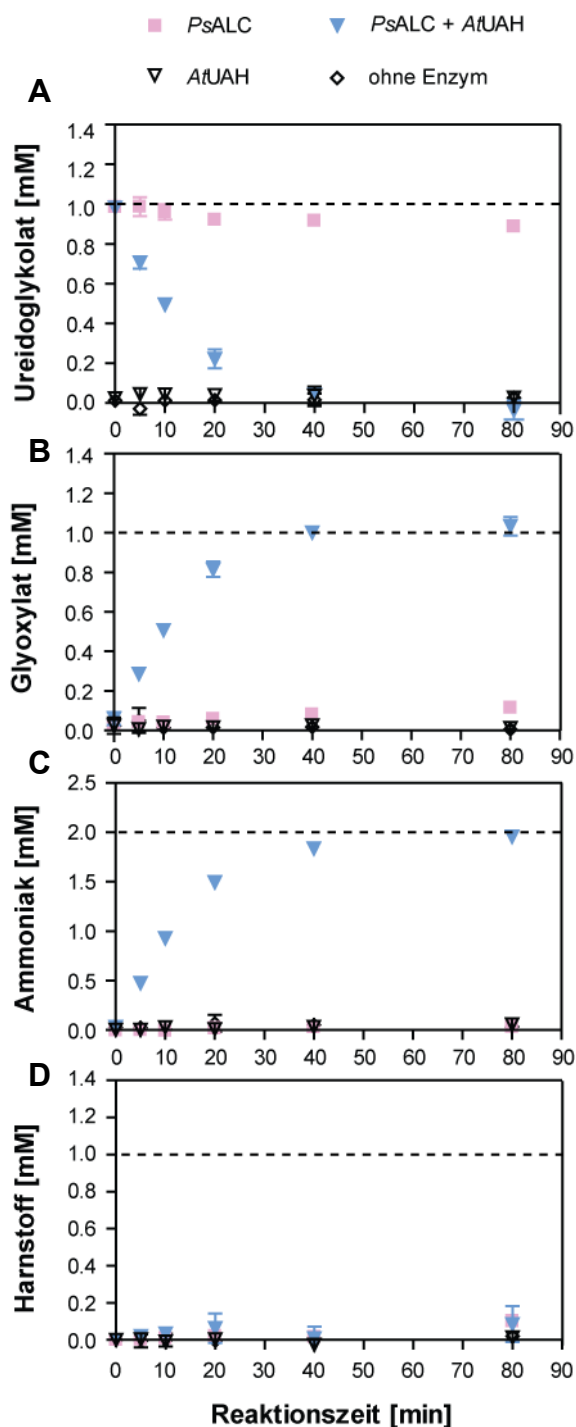 PsALC PsALC + AtUAH
AtUAH ohne Enzym
A
Ureidoglykolat [mM]
1.4
1.2
1.0
0.8
0.6
0.4
0.2
0.0
0 10 20 30 40 50 60 70 80 90
B
Glyoxylat [mM]
1.4
1.2
1.0
0.8
0.6
0.4
0.2
0.0
0 10 20 30 40 50 60 70 80 90
C
Ammoniak [mM]
2.5
2.0
1.5
1.0
0.5
0.0
0 10 20 30 40 50 60 70 80 90
D
Harnstoff [mM]
1.4
1.2
1.0
0.8
0.6
0.4
0.2
0.0
0 10 20 30 40 50 60 70 80 90
Reaktionszeit [min]